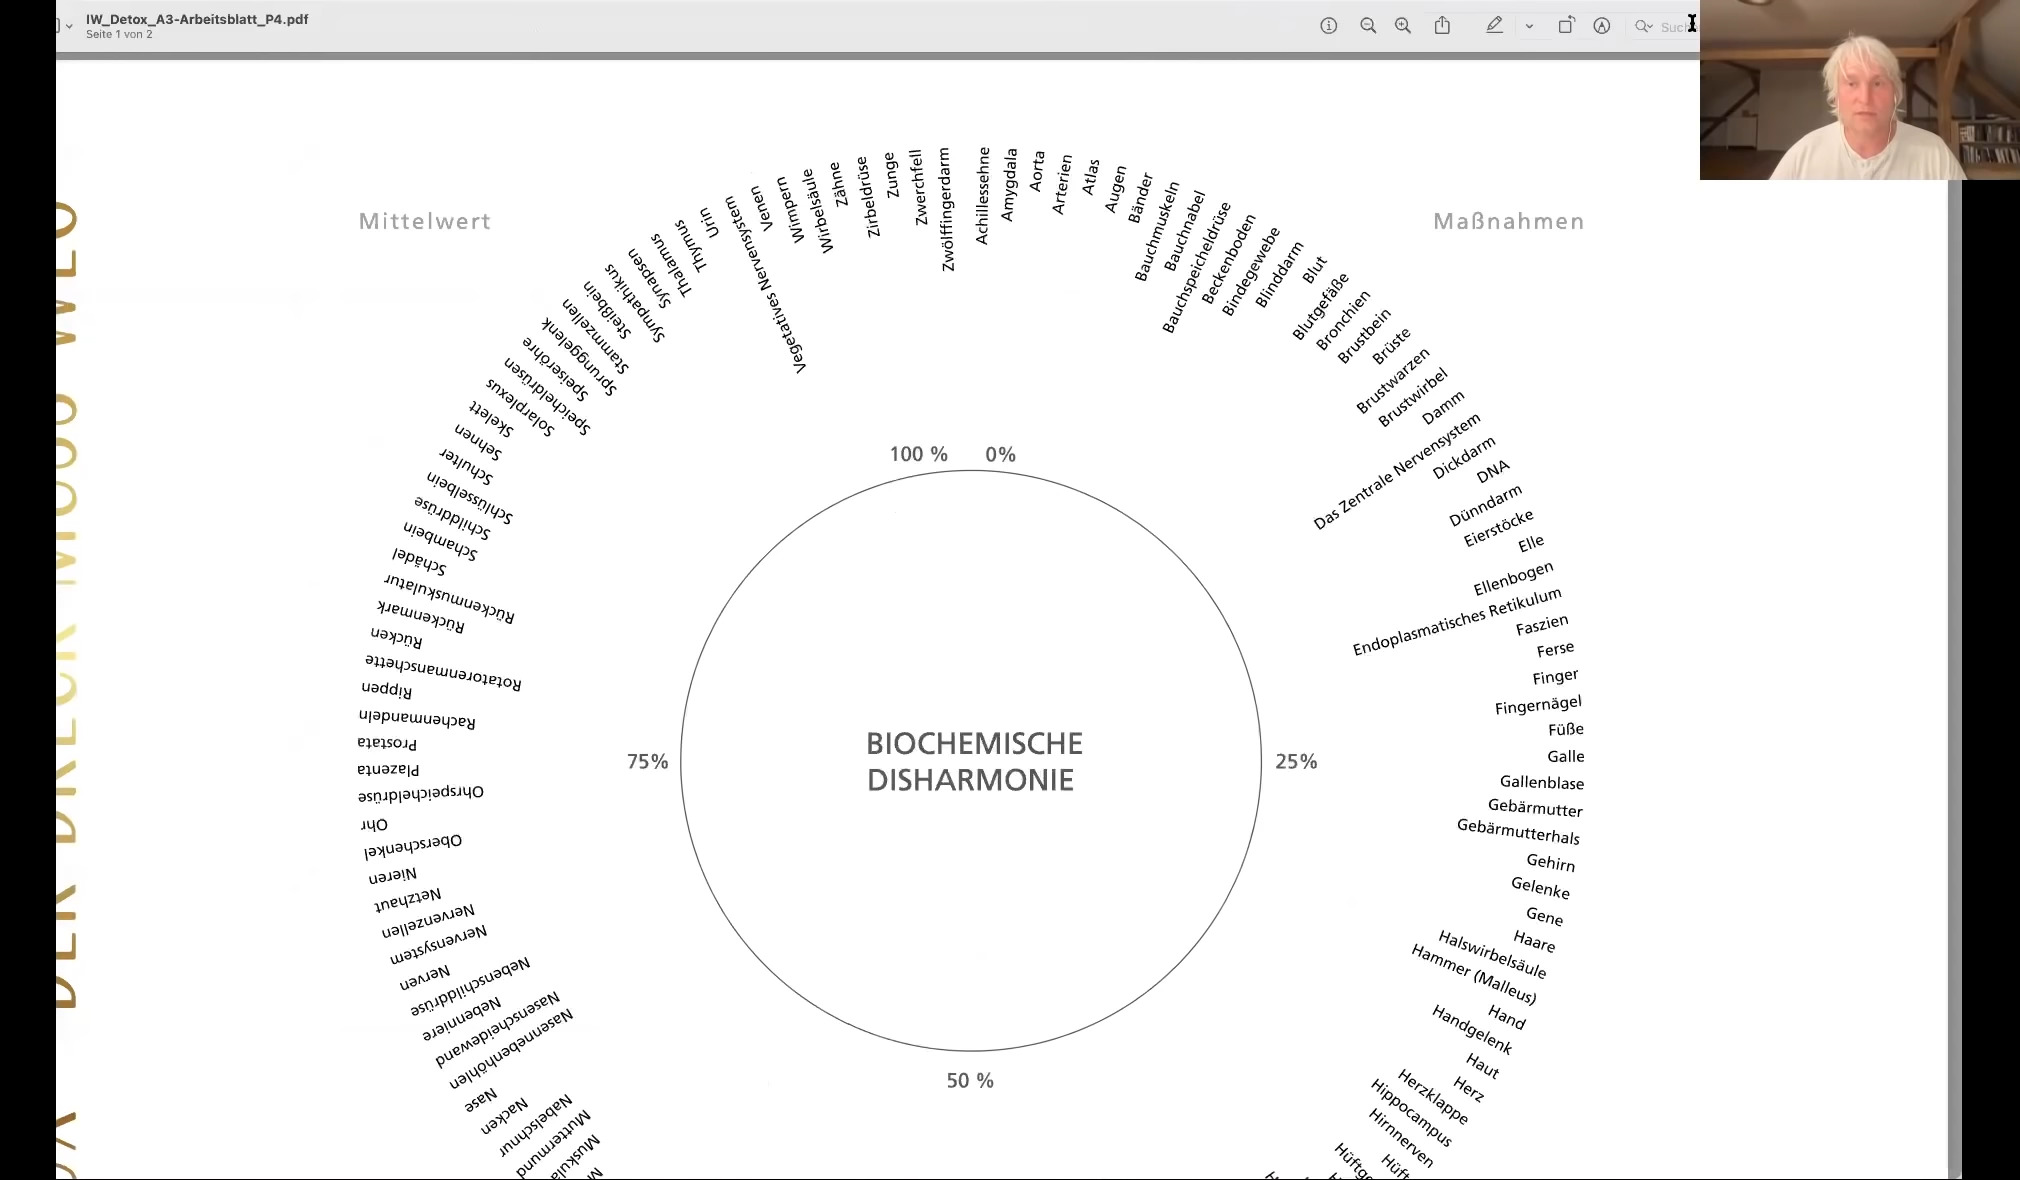 IW_Detox_A3-Arbeitsblatt_P4.pdf
Seite 1 von 2
Mittelwert
Maßnahmen
Achillessehne
Amygdala
Aorta
Arterien
Atlas
Augen
Bänder
Bauchmuskeln
Bauchnabel
Bauchspeicheldrüse
Beckenboden
Bindegewebe
Blinddarm
Blut
Blutgefäße
Bronchien
Brustbein
Brüste
Brustwarzen
Brustwirbel
Damm
Das Zentrale Nervensystem
Dickdarm
DNA
Dünndarm
Eierstöcke
Elle
Ellenbogen
Endoplasmatisches Retikulum
Faszien
Ferse
Finger
Fingernägel
Füße
Galle
Gallenblase
Gebärmutter
Gebärmutterhals
Gehirn
Gelenke
Gene
Haare
Halswirbelsäule
Hammer (Malleus)
Hand
Handgelenk
Haut
Herz
Herzklappe
Hippocampus
Hirnnerven
Muttermund
Nabelschnur
Nacken
Nase
Nasennebenhöhlen
Nasenscheidewand
Nebenniere
Nebenschilddrüse
Nerven
Nervensystem
Nervenzellen
Netzhaut
Nieren
Oberschenkel
Ohr
Ohrspeicheldrüse
Plazenta
Prostata
Rachenmandeln
Rippen
Rotatorenmanschette
Rücken
Rückenmark
Rückenmuskulatur
Schädel
Schambein
Schilddrüse
Schlüsselbein
Schulter
Sehnen
Skelett
Solarplexus
Speicheldrüsen
Speiseröhre
Sprunggelenk
Stammzellen
Steißbein
Sympathikus
Synapsen
Thalamus
Thymus
Urin
Vegetatives Nervensystem
Venen
Wimpern
Wirbelsäule
Zähne
Zirbeldrüse
Zunge
Zwerchfell
Zwölffingerdarm
100 % 0%
75%
25%
50 %
BIOCHEMISCHE
DISHARMONIE